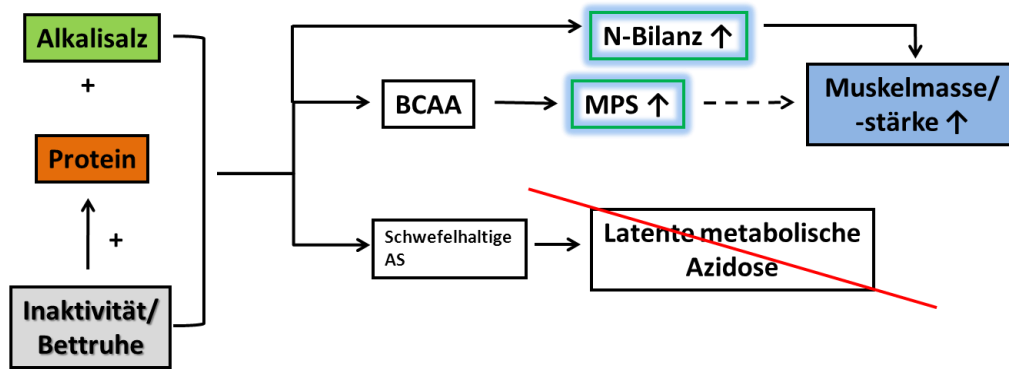 Alkalisalz
+
Protein
+
Inaktivität/
Bettruhe
N-Bilanz ↑
BCAA
MPS ↑
Muskelmasse/
-stärke ↑
Schwefelhaltige
AS
Latente metabolische
Azidose